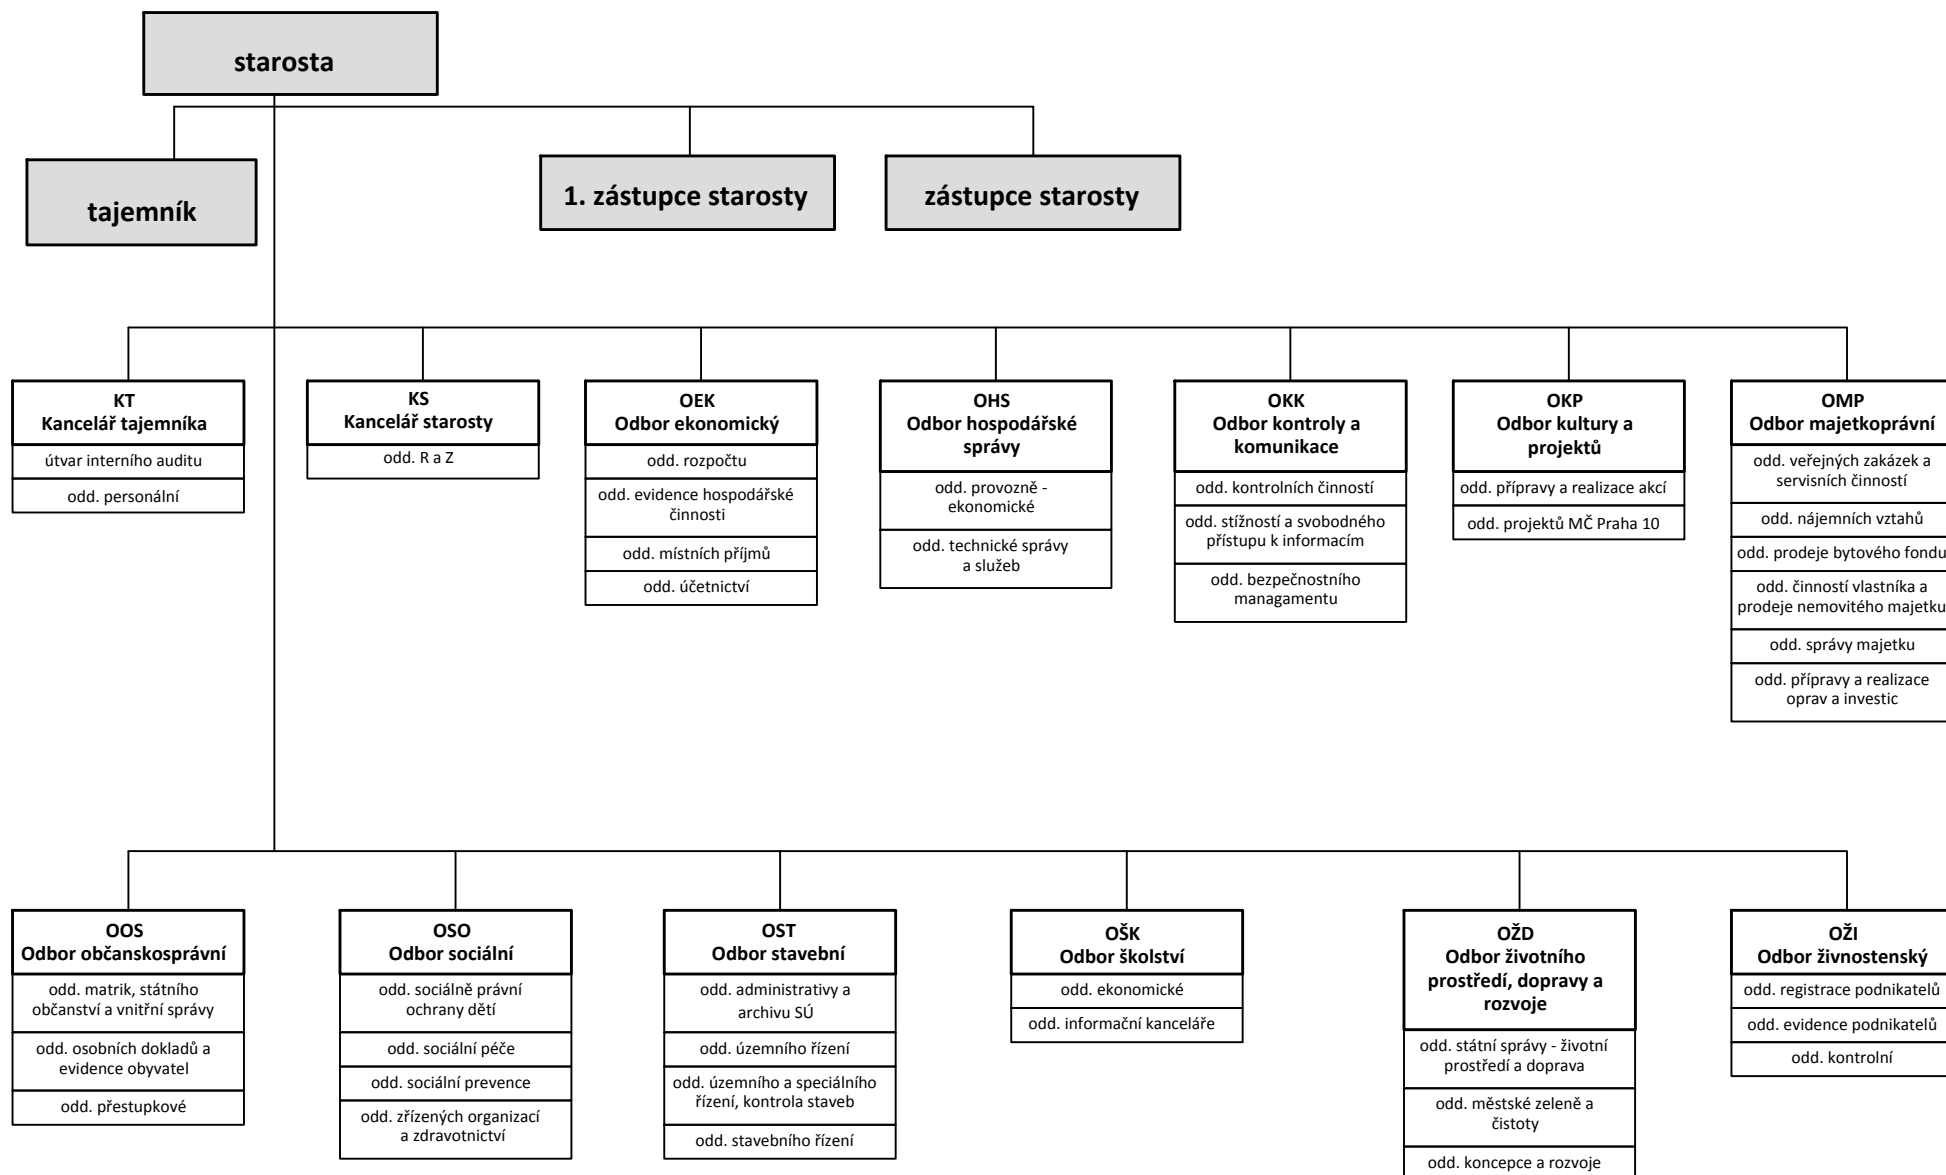 starosta
tajemník
1. zástupce starosty
zástupce starosty
KT
Kancelář tajemníka
útvar interního auditu
odd. personální
KS
Kancelář starosty
odd. R a Z
OEK
Odbor ekonomický
odd. rozpočtu
odd. evidence hospodářské
činnosti
odd. místních příjmů
odd. účetnictví
OHS
Odbor hospodářské
správy
odd. provozně -
ekonomické
odd. technické správy
a služeb
OKK
Odbor kontroly a
komunikace
odd. kontrolních činností
odd. stížností a svobodného
přístupu k informacím
odd. bezpečnostního
managamentu
OKP
Odbor kultury a
projektů
odd. přípravy a realizace akcí
odd. projektů MČ Praha 10
OMP
Odbor majetkoprávní
odd. veřejných zakázek a
servisních činností
odd. nájemních vztahů
odd. prodeje bytového fondu
odd. činností vlastníka a
prodeje nemovitého majetku
odd. správy majetku
odd. přípravy a realizace
oprav a investic
OOS
Odbor občanskosprávní
odd. matrik, státního
občanství a vnitřní správy
odd. osobních dokladů a
evidence obyvatel
odd. přestupkové
OSO
Odbor sociální
odd. sociálně právní
ochrany dětí
odd. sociální péče
odd. sociální prevence
odd. zřízených organizací
a zdravotnictví
OST
Odbor stavební
odd. administrativy a
archivu SÚ
odd. územního řízení
odd. územního a speciálního
řízení, kontrola staveb
odd. stavebního řízení
OŠK
Odbor školství
odd. ekonomické
odd. informační kanceláře
OŽD
Odbor životního
prostředí, dopravy a
rozvoje
odd. státní správy - životní
prostředí a doprava
odd. městské zeleně a
čistoty
odd. koncepce a rozvoje
OŽI
Odbor živnostenský
odd. registrace podnikatelů
odd. evidence podnikatelů
odd. kontrolní